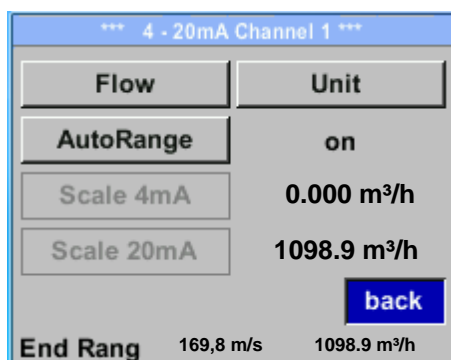 *** 4 - 20mA Channel 1 ***
Flow Unit
AutoRange on
Scale 4mA 0.000 m³/h
Scale 20mA 1098.9 m³/h
back
End Rang 169,8 m/s 1098.9 m³/h